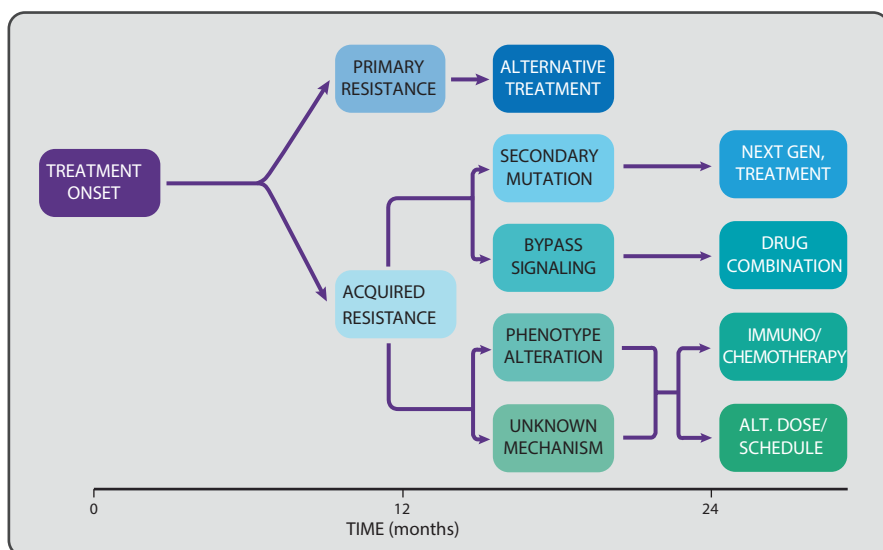 PRIMARY
RESISTANCE
ALTERNATIVE
TREATMENT
TREATMENT
ONSET
SECONDARY
MUTATION
NEXT GEN,
TREATMENT
BYPASS
SIGNALING
DRUG
COMBINATION
ACQUIRED
RESISTANCE
PHENOTYPE
ALTERATION
IMMUNO/
CHEMOTHERAPY
UNKNOWN
MECHANISM
ALT. DOSE/
SCHEDULE
0 12 24
TIME (months)